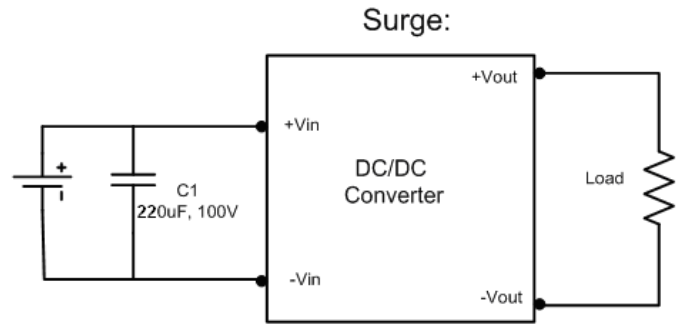 Surge:
+Vout
+Vin
+
DC/DC
Converter
Load
-
C1
220uF, 100V
-Vin
-Vout